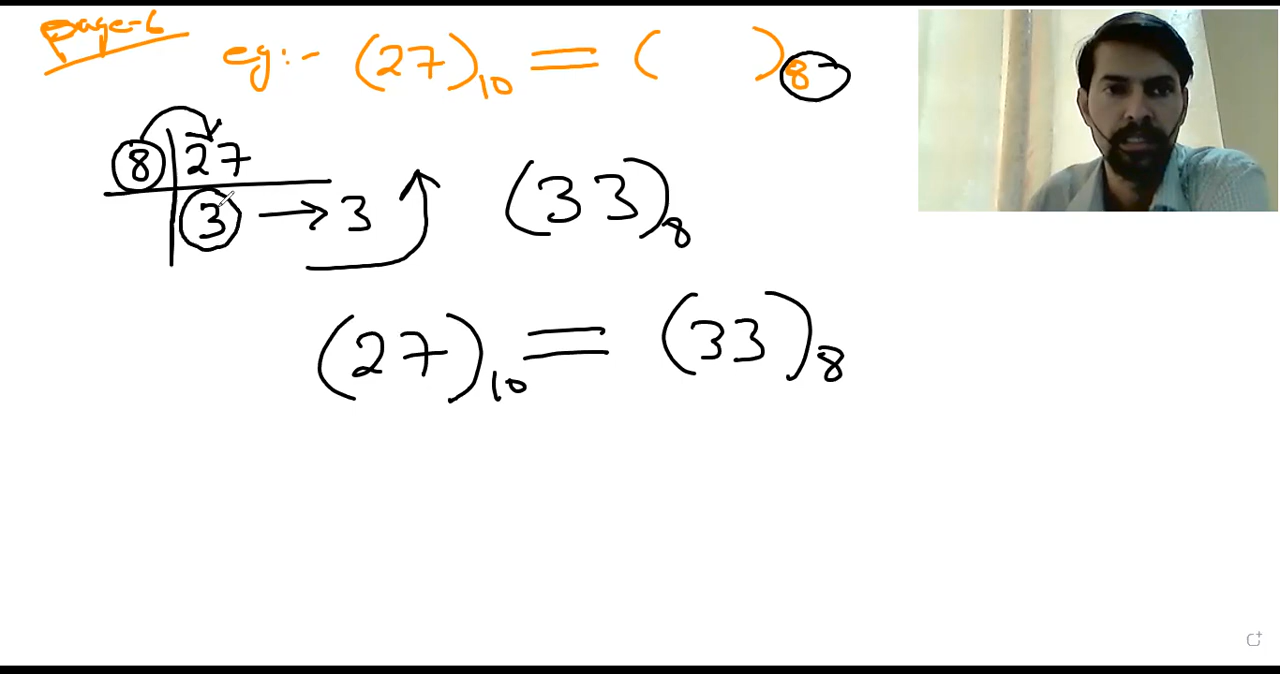 page-6
eg:- (27)10 = ( )8
8 27
3 → 3 (33)8
(27)10 = (33)8